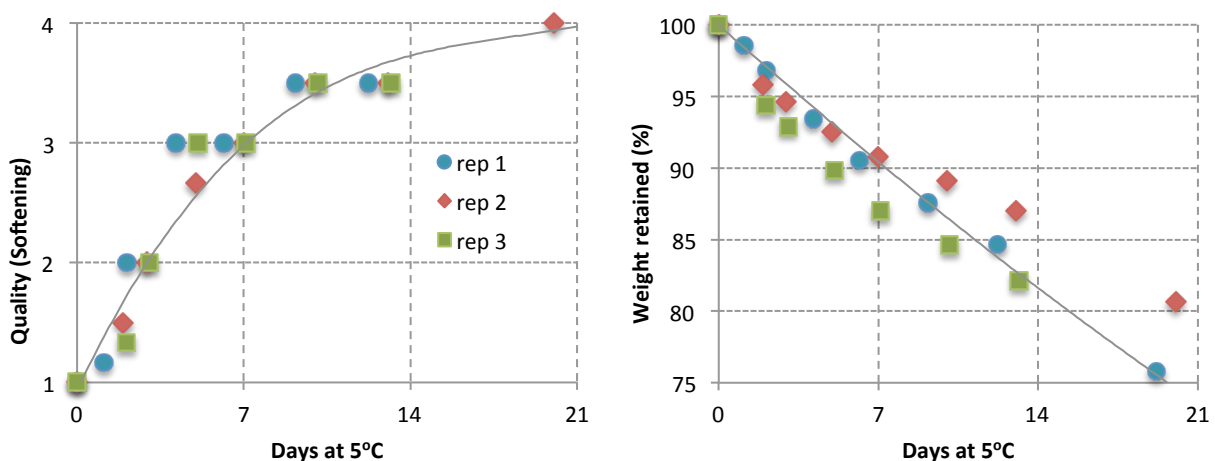 Quality (Softening)
4
3
2
1
0
7
14
21
Days at 5°C
rep 1
rep 2
rep 3
Weight retained (%)
100
95
90
85
80
75
0
7
14
21
Days at 5°C